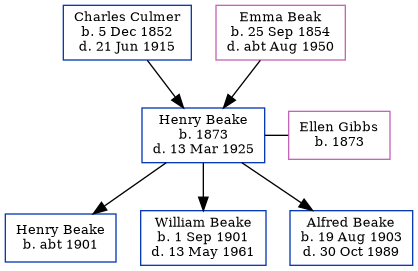 Charles Culmer
b. 5 Dec 1852
d. 21 Jun 1915
Emma Beak
b. 25 Sep 1854
d. abt Aug 1950
Henry Beake
b. 1873
d. 13 Mar 1925
Ellen Gibbs
b. 1873
Henry Beake
b. abt 1901
William Beake
b. 1 Sep 1901
d. 13 May 1961
Alfred Beake
b. 19 Aug 1903
d. 30 Oct 1989